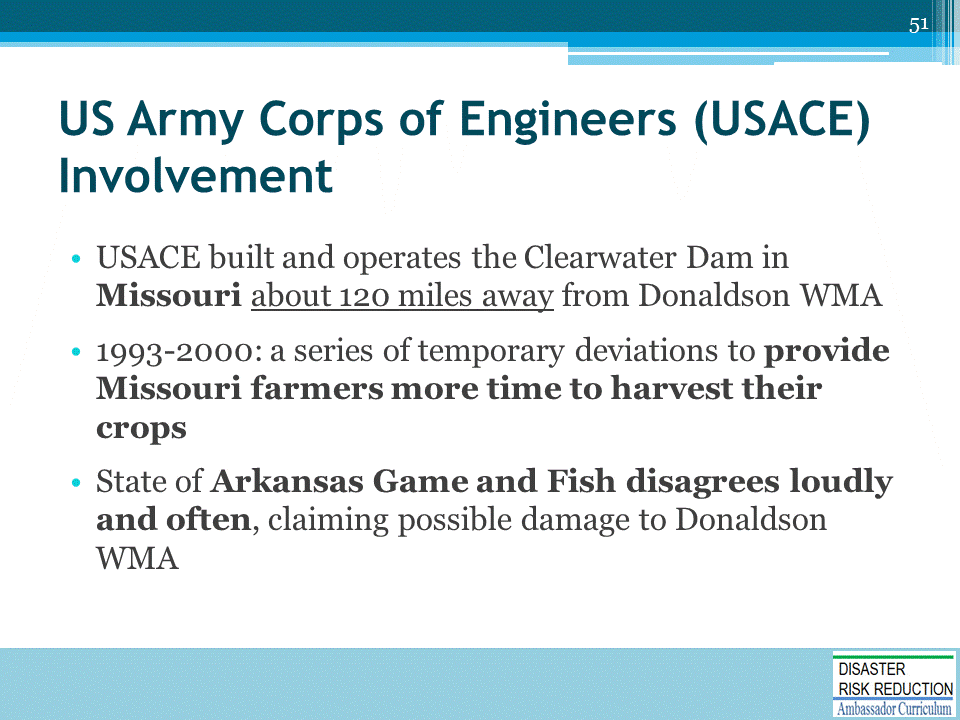 51
US Army Corps of Engineers (USACE)
Involvement
• USACE built and operates the Clearwater Dam in
Missouri about 120 miles away from Donaldson WMA
• 1993-2000: a series of temporary deviations to provide
Missouri farmers more time to harvest their
crops
• State of Arkansas Game and Fish disagrees loudly
and often, claiming possible damage to Donaldson
WMA
DISASTER
RISK REDUCTION
Ambassador Curriculum